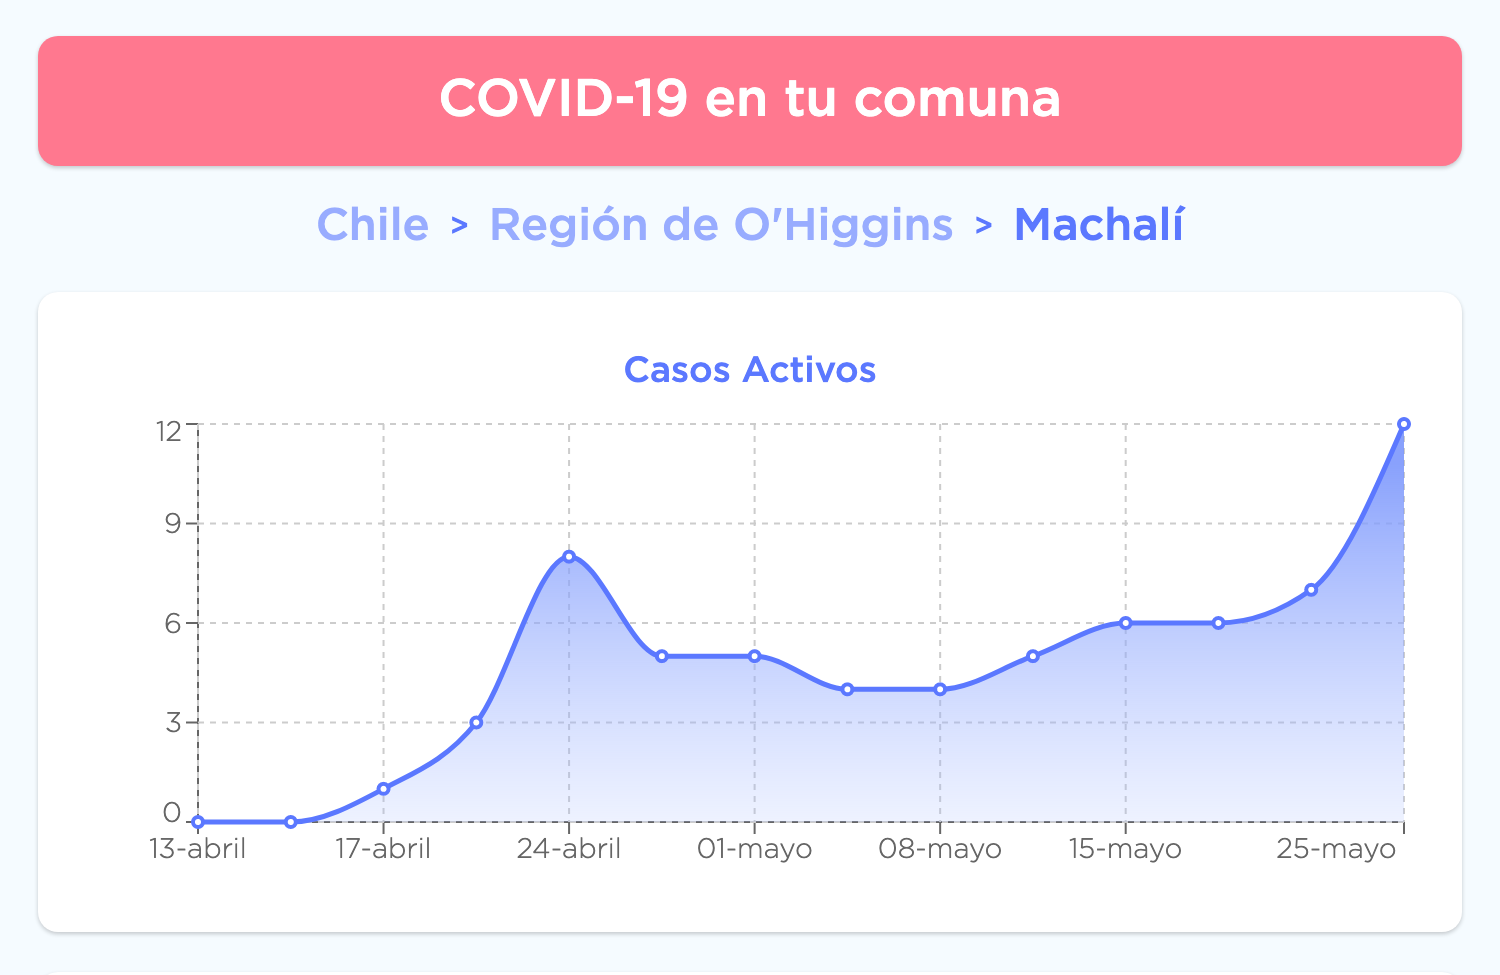 COVID-19 en tu comuna
Chile > Región de O'Higgins > Machalí
Casos Activos
12
9
6
3
0
13-abril 17-abril 24-abril 01-mayo 08-mayo 15-mayo 25-mayo